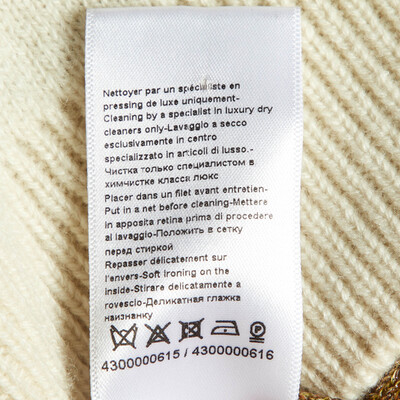 Nettoyer par un spécialiste en
pressing de luxe uniquement-
Cleaning by a specialist in luxury dry
cleaners only-Lavaggio a secco
esclusivamente in centro
specializzato in articoli di lusso.-
Чистка только специалистом в
химчистке класса люкс
Placer dans un filet avant entretien-
Put in a net before cleaning-Mettere
in apposita retina prima di procedere
al lavaggio-Положить в сетку
перед стиркой
Repasser délicatement sur
l'envers-Soft Ironing on the
inside-Stirare delicatamente a
rovescio-Деликатная глажка
наизнанку
P
4300000615 / 4300000616